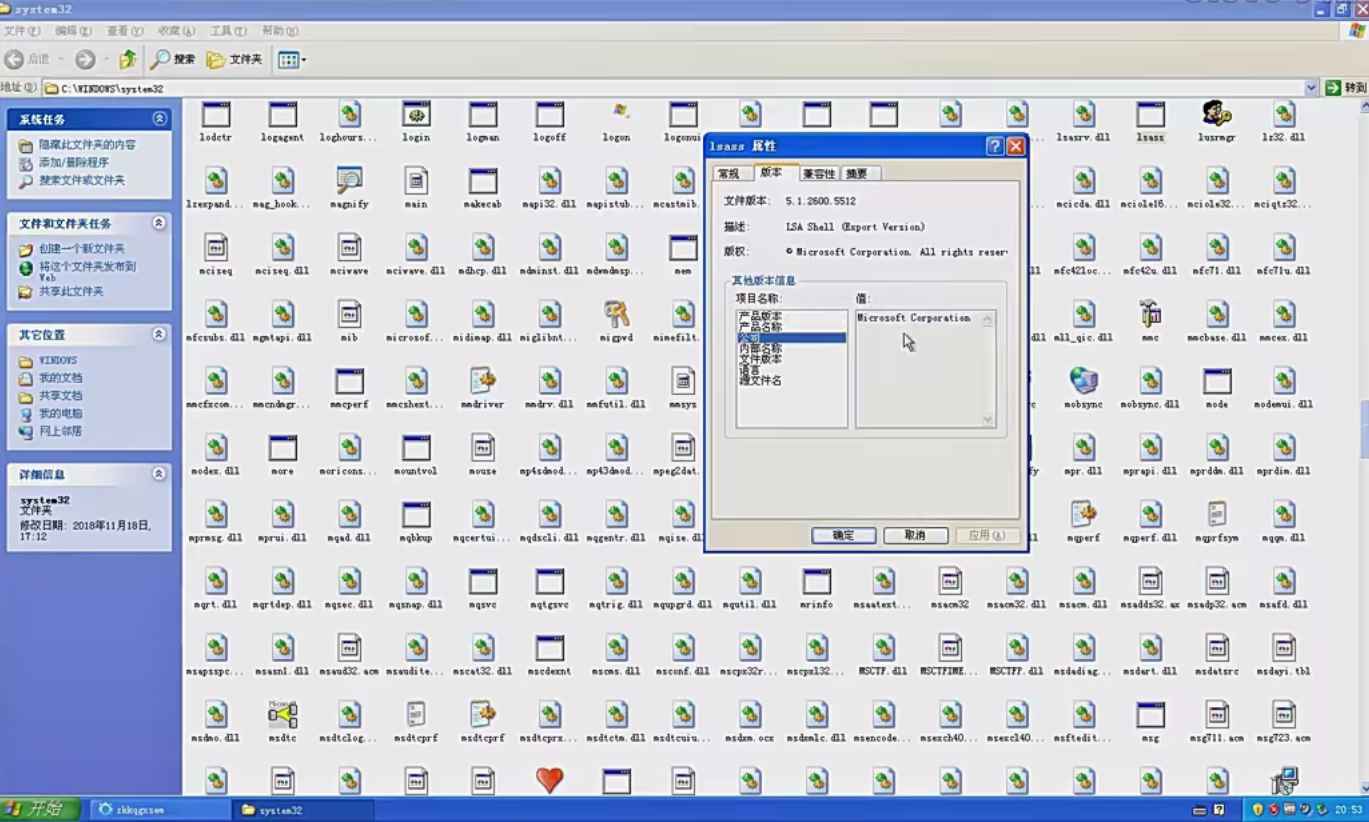 system32
文件(F) 编辑(E) 查看(V) 收藏(A) 工具(T) 帮助(H)
后退 搜索 文件夹
地址(D) C:\WINDOWS\system32 转到
系统任务
隐藏此文件夹的内容
添加/删除程序
搜索文件或文件夹
文件和文件夹任务
创建一个新文件夹
将这个文件夹发布到
Web
共享此文件夹
其它位置
WINDOWS
我的文档
共享文档
我的电脑
网上邻居
详细信息
system32
文件夹
修改日期: 2018年11月18日,
17:12
lodctr logagent loghours... login logman logoff logon logonui lsasrv.dll lsass lusrmgr lz32.dll
lzexpand... mag_hook... magnify main makecab mapi32.dll mapistub... mcastmib. mcicda.dll mciole16... mciole32... mciqtz32...
mciseq mciseq.dll mciwave mciwave.dll mdhcp.dll mdminst.dll mdwmdmsp... mem mfc42loc... mfc42u.dll mfc71.dll mfc71u.dll
mfcsubs.dll mgmtapi.dll mib microsof... midimap.dll miglibnt... migpwd minefilt. mll_qic.dll mmc mmcbase.dll mmcex.dll
mmcfxcom... mmcndmgr... mmcperf mmcshext... mmdriver mmdrv.dll mmfutil.dll mmsys mobsync mobsync.dll mode modemui.dll
modex.dll more moricons... mountvol mouse mp4sdmod... mp43dmod... mpeg2dat. mpr.dll mprapi.dll mprddm.dll mprdim.dll
mprmsg.dll mprui.dll mqad.dll mqbkup mqcertui... mqdscli.dll mqgentr.dll mqise.dll mqperf mqperf.dll mqprfsym mqqm.dll
mqrt.dll mqrtdep.dll mqsec.dll mqsnap.dll mqsvc mqtgsvc mqtrig.dll mqupgrd.dll mqutil.dll mrinfo msaatext... msacm32 msacm32.dll msacm.dll msadds32.ax msadp32.acm msafd.dll
msapsspc... msasn1.dll msaud32.acm msaudite... mscat32.dll mscdexnt mscms.dll msconf.dll mscpx32r... mscpxl32... MSCTF.dll MSCTFIME... MSCTFP.dll msdadiag... msdart.dll msdatsrc msdayi.tbl
msdmo.dll msdtc msdtclog... msdtcprf msdtcprf msdtcprx... msdtctm.dll msdtcuiu... msdxm.ocx msdxmlc.dll msencode... msexch40... msexcl40... msftedit... msg msg711.acm msg723.acm
lsass 属性
常规 版本 兼容性 摘要
文件版本: 5.1.2600.5512
描述: LSA Shell (Export Version)
版权: © Microsoft Corporation. All rights reser
其他版本信息
项目名称: 值:
产品版本 Microsoft Corporation
产品名称
公司
内部名称
文件版本
语言
源文件名
确定 取消 应用(A)
开始 zkkqgxsem system32 20:53